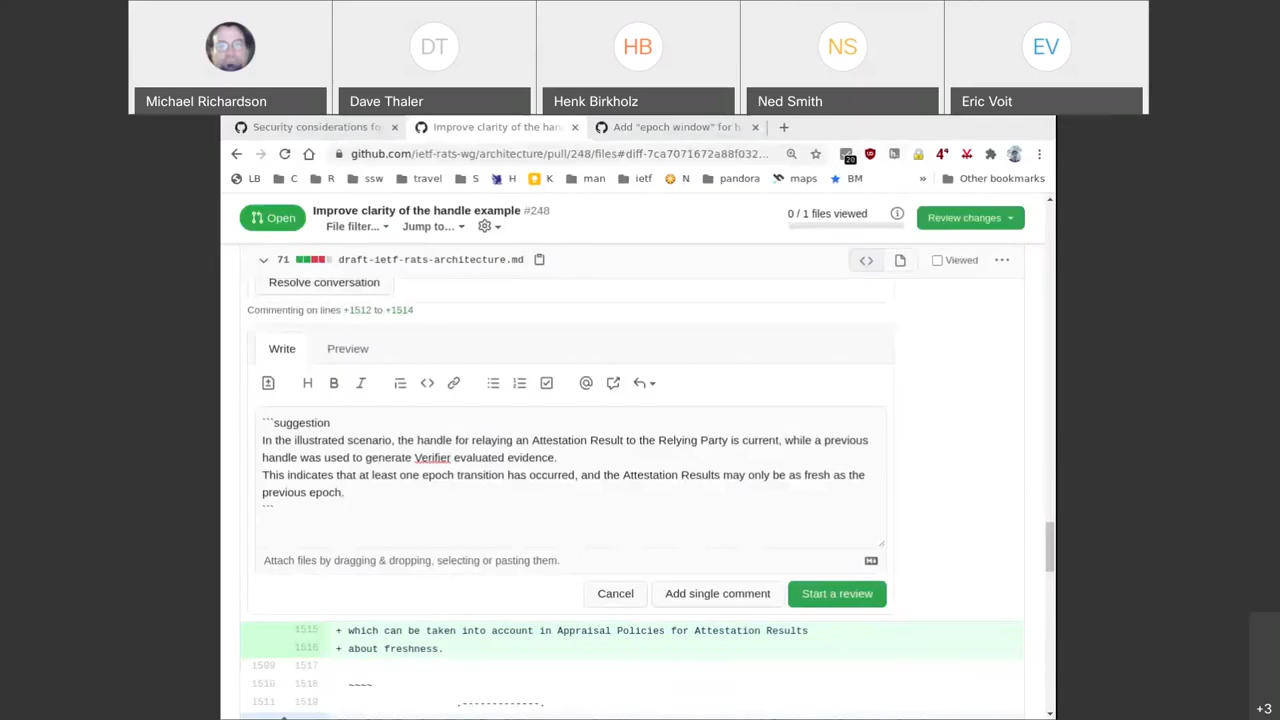 DT
HB
NS
EV
Michael Richardson
Dave Thaler
Henk Birkholz
Ned Smith
Eric Voit
Security considerations fo
Improve clarity of the han
Add "epoch window" for b
github.com/ietf-rats-wg/architecture/pull/248/files#diff-7ca7071672a88f032...
20
4
LB
C
R
ssw
travel
S
H
K
man
ietf
N
pandora
maps
BM
»
Other bookmarks
Open
Improve clarity of the handle example #248
File filter...
Jump to...
0 / 1 files viewed
Review changes
71
draft-ietf-rats-architecture.md
Viewed
Resolve conversation
Commenting on lines +1512 to +1514
Write
Preview
```suggestion
In the illustrated scenario, the handle for relaying an Attestation Result to the Relying Party is current, while a previous
handle was used to generate Verifier evaluated evidence.
This indicates that at least one epoch transition has occurred, and the Attestation Results may only be as fresh as the
previous epoch.
```
Attach files by dragging & dropping, selecting or pasting them.
Cancel
Add single comment
Start a review
1515 + which can be taken into account in Appraisal Policies for Attestation Results
1516 + about freshness.
1509 1517
1510 1518 ~~~~
1511 1519 .-------------.
+3